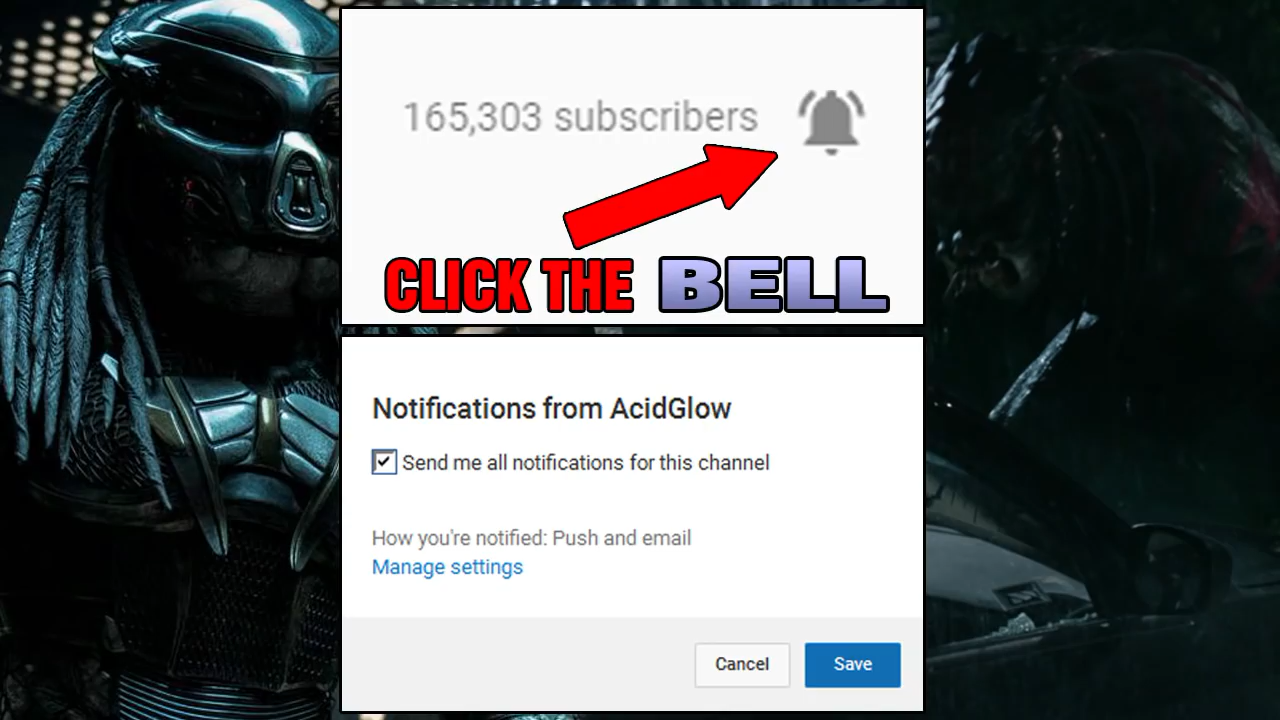 165,303 subscribers
CLICK THE BELL
Notifications from AcidGlow
Send me all notifications for this channel
How you're notified: Push and email
Manage settings
Cancel
Save